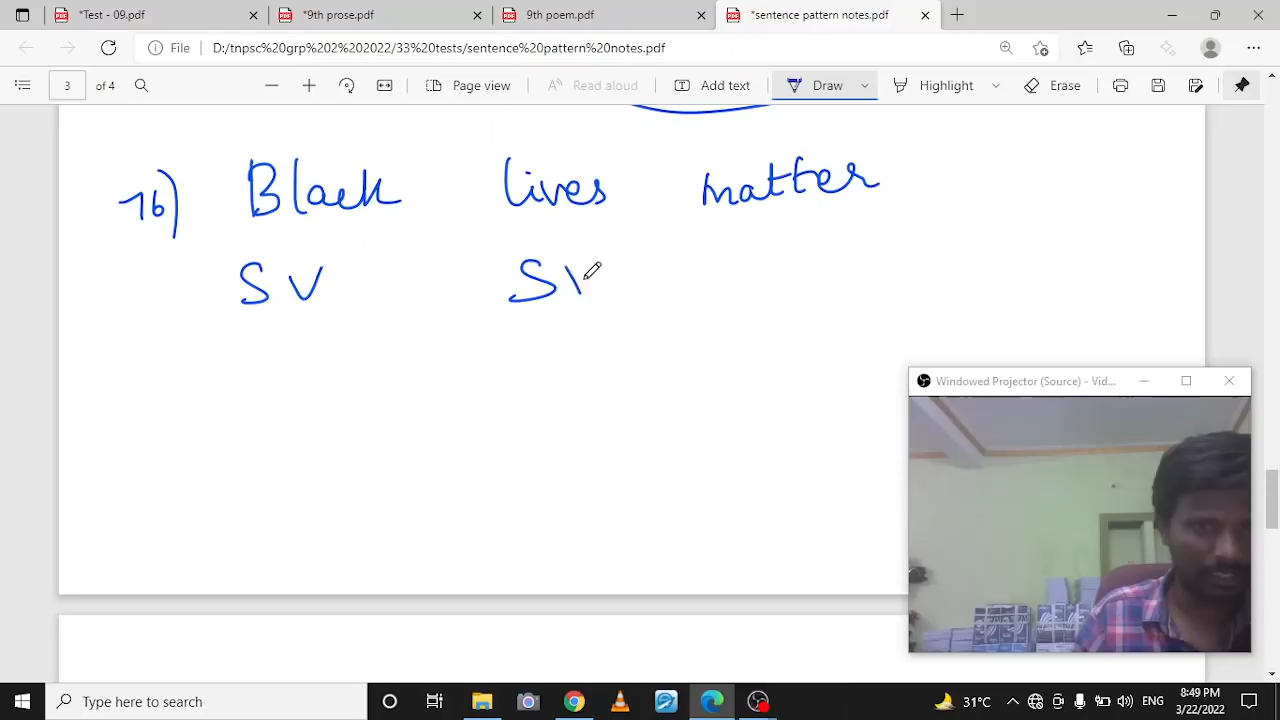 *Test - 09.pdf
*9th prose.pdf
9th poem.pdf
*sentence pattern notes.pdf
File
D:/tnpsc%20grp%202%202022/33%20tests/sentence%20pattern%20notes.pdf
3 of 4
Page view
Read aloud
Add text
Draw
Highlight
Erase
16) Black lives matter
SV SV
Windowed Projector (Source) - Vid...
Type here to search
31°C
ENG
8:49 PM
3/22/2022